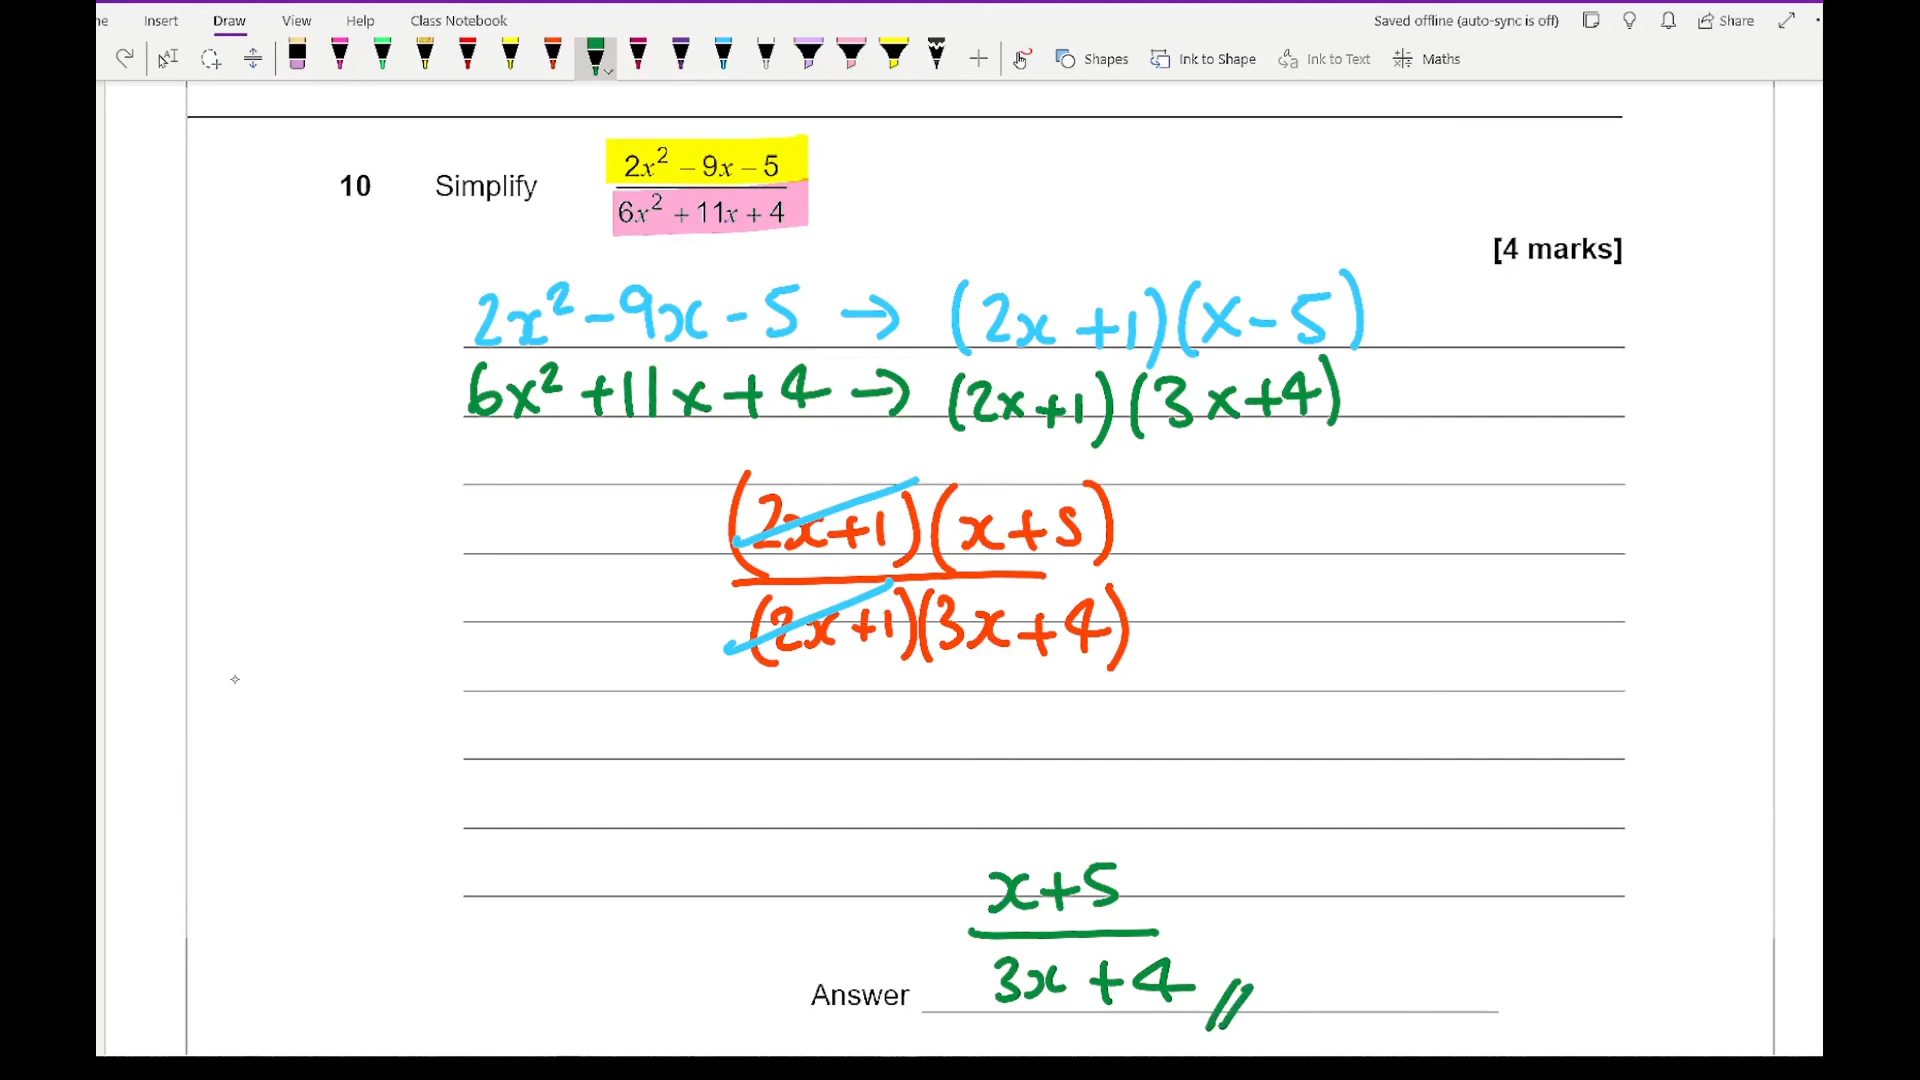 Insert Draw View Help Class Notebook Saved offline (auto-sync is off) Share
Shapes Ink to Shape Ink to Text Maths
10 Simplify 2x² – 9x – 5 / 6x² + 11x + 4
[4 marks]
2x² - 9x - 5 → (2x + 1)(x - 5)
6x² + 11x + 4 → (2x + 1)(3x + 4)
(2x + 1)(x + 5)
(2x + 1)(3x + 4)
x + 5
3x + 4
Answer